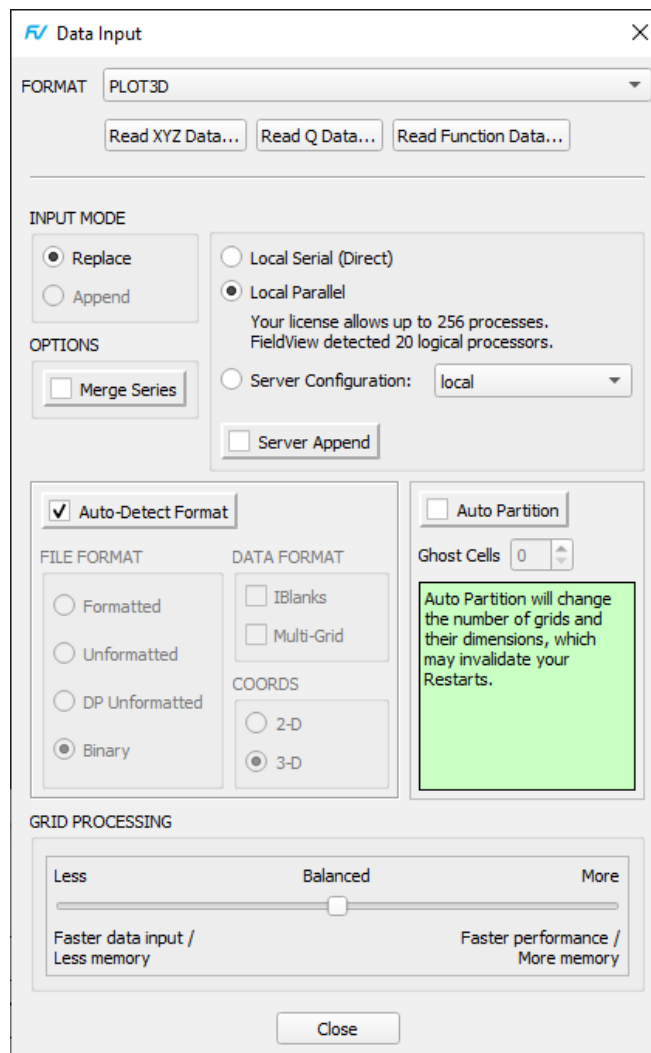 FV Data Input
FORMAT PLOT3D
Read XYZ Data... Read Q Data... Read Function Data...
INPUT MODE
Replace
Append
OPTIONS
Merge Series
Local Serial (Direct)
Local Parallel
Your license allows up to 256 processes.
FieldView detected 20 logical processors.
Server Configuration: local
Server Append
Auto-Detect Format
FILE FORMAT
Formatted
Unformatted
DP Unformatted
Binary
DATA FORMAT
IBlanks
Multi-Grid
COORDS
2-D
3-D
Auto Partition
Ghost Cells 0
Auto Partition will change
the number of grids and
their dimensions, which
may invalidate your
Restarts.
GRID PROCESSING
Less Balanced More
Faster data input /
Less memory
Faster performance /
More memory
Close